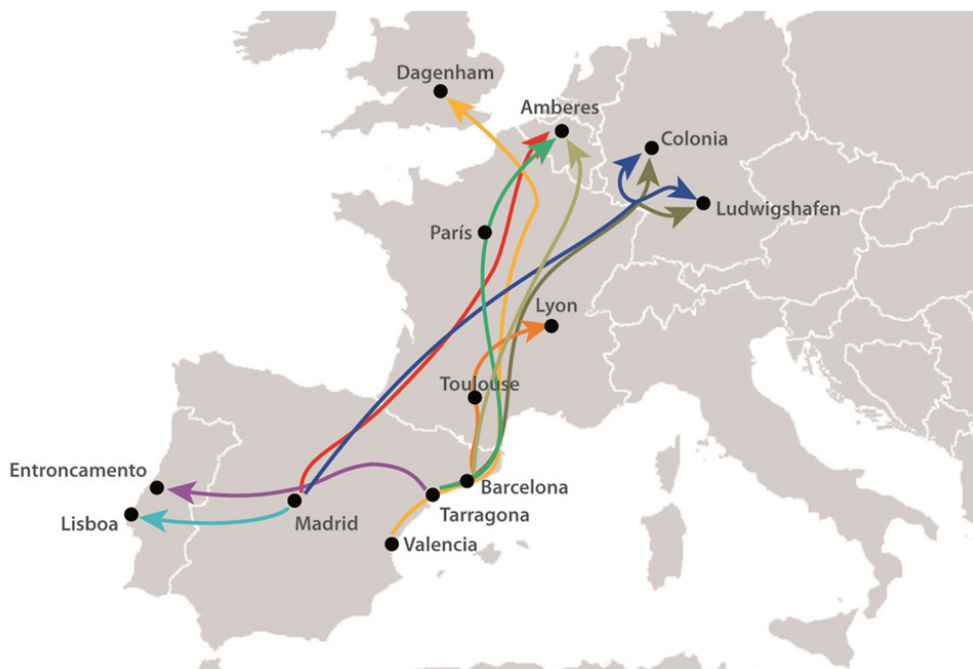 Dagenham
Amberes
Colonia
Ludwigshafen
París
Lyon
Toulouse
Entroncamento
Barcelona
Lisboa
Madrid
Tarragona
Valencia